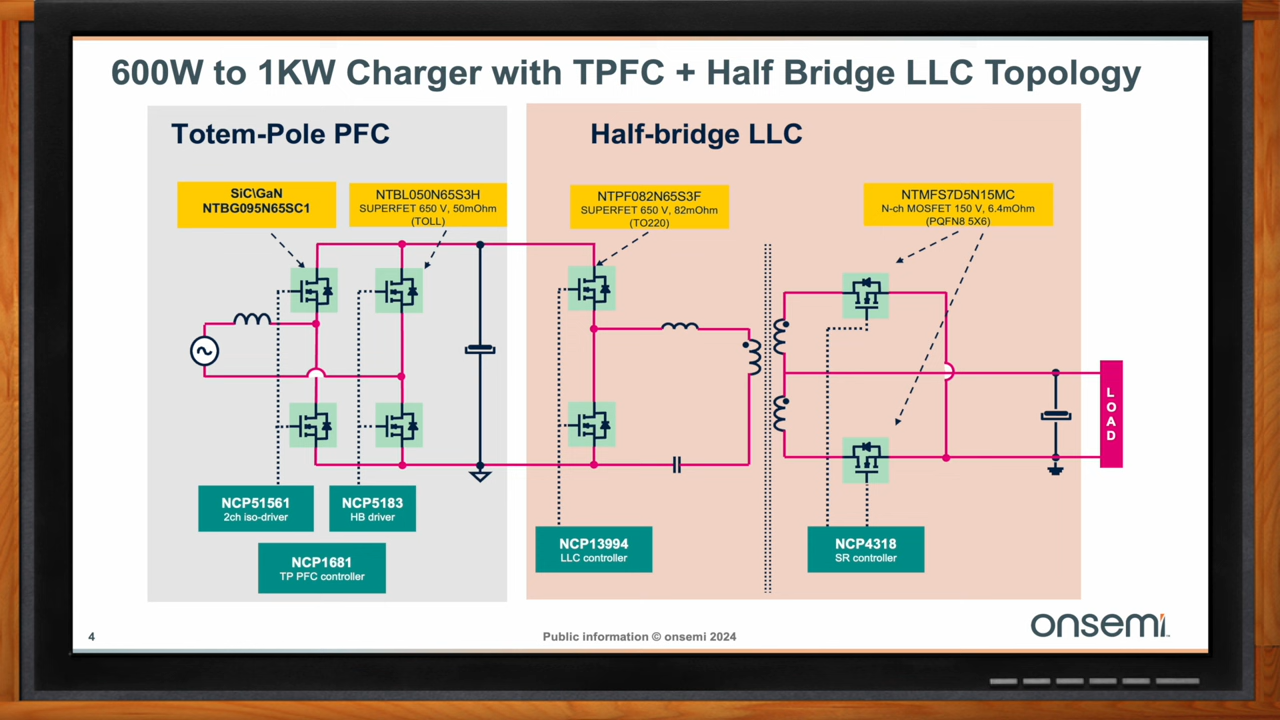 600W to 1KW Charger with TPFC + Half Bridge LLC Topology
Totem-Pole PFC
Half-bridge LLC
SiC\GaN
NTBG095N65SC1
NTBL050N65S3H
SUPERFET 650 V, 50mOhm
(TOLL)
NTPF082N65S3F
SUPERFET 650 V, 82mOhm
(TO220)
NTMFS7D5N15MC
N-ch MOSFET 150 V, 6.4mOhm
(PQFN8 5X6)
LOAD
NCP51561
2ch iso-driver
NCP5183
HB driver
NCP1681
TP PFC controller
NCP13994
LLC controller
NCP4318
SR controller
4
Public information © onsemi 2024
onsemi